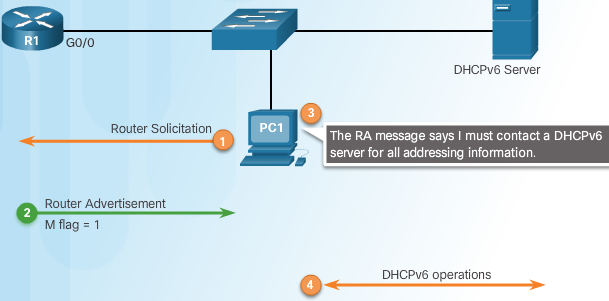 R1
G0/0
DHCPv6 Server
PC1
3
The RA message says I must contact a DHCPv6
server for all addressing information.
Router Solicitation
1
2
Router Advertisement
M flag = 1
4
DHCPv6 operations